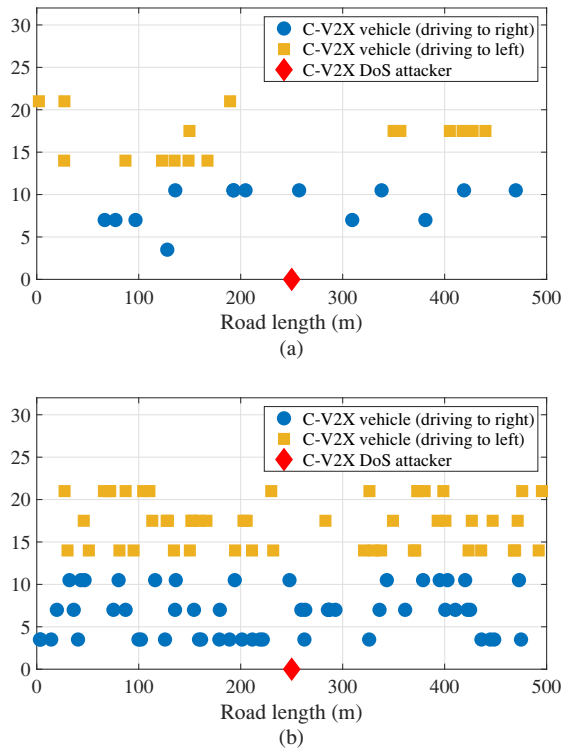 30
25
20
15
10
5
0
C-V2X vehicle (driving to right)
C-V2X vehicle (driving to left)
C-V2X DoS attacker
0 100 200 300 400 500
Road length (m)
(a)
30
25
20
15
10
5
0
C-V2X vehicle (driving to right)
C-V2X vehicle (driving to left)
C-V2X DoS attacker
0 100 200 300 400 500
Road length (m)
(b)